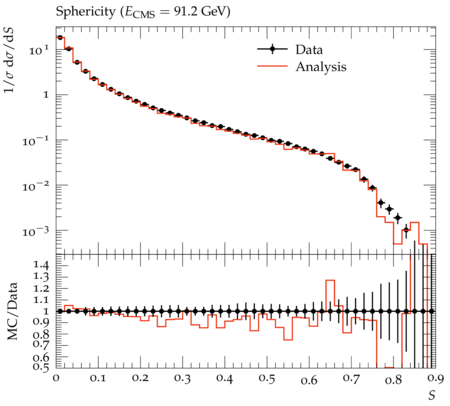 Sphericity (E_CMS = 91.2 GeV)
1/σ dσ/dS
10^1
1
10^−1
10^−2
10^−3
Data
Analysis
MC/Data
1.4
1.3
1.2
1.1
1
0.9
0.8
0.7
0.6
0.5
0 0.1 0.2 0.3 0.4 0.5 0.6 0.7 0.8 0.9
S